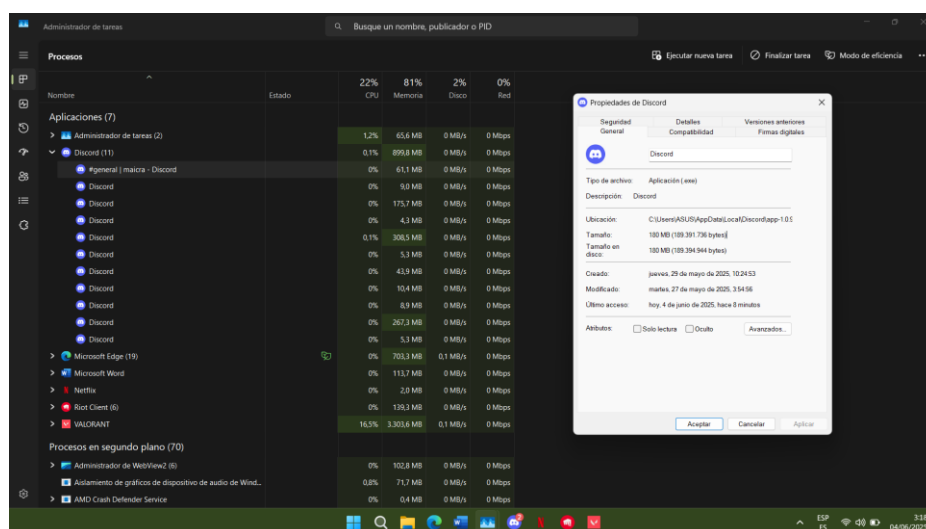 Administrador de tareas
Busque un nombre, publicador o PID
Procesos
Ejecutar nueva tarea
Finalizar tarea
Modo de eficiencia
22% 81% 2% 0%
Nombre Estado CPU Memoria Disco Red
Aplicaciones (7)
Administrador de tareas (2) 1,2% 65,6 MB 0 MB/s 0 Mbps
Discord (11) 0,1% 899,8 MB 0 MB/s 0 Mbps
#general | maicra - Discord 0% 61,1 MB 0 MB/s 0 Mbps
Discord 0% 9,0 MB 0 MB/s 0 Mbps
Discord 0% 175,7 MB 0 MB/s 0 Mbps
Discord 0% 4,3 MB 0 MB/s 0 Mbps
Discord 0,1% 308,5 MB 0 MB/s 0 Mbps
Discord 0% 5,3 MB 0 MB/s 0 Mbps
Discord 0% 43,9 MB 0 MB/s 0 Mbps
Discord 0% 10,4 MB 0 MB/s 0 Mbps
Discord 0% 8,9 MB 0 MB/s 0 Mbps
Discord 0% 267,3 MB 0 MB/s 0 Mbps
Discord 0% 5,3 MB 0 MB/s 0 Mbps
Microsoft Edge (19) 0% 703,3 MB 0,1 MB/s 0 Mbps
Microsoft Word 0% 113,7 MB 0 MB/s 0 Mbps
Netflix 0% 2,0 MB 0 MB/s 0 Mbps
Riot Client (6) 0% 139,3 MB 0 MB/s 0 Mbps
VALORANT 16,5% 3.303,6 MB 0,1 MB/s 0 Mbps
Procesos en segundo plano (70)
Administrador de WebView2 (6) 0% 102,8 MB 0 MB/s 0 Mbps
Aislamiento de gráficos de dispositivo de audio de Wind... 0,8% 71,7 MB 0 MB/s 0 Mbps
AMD Crash Defender Service 0% 0,4 MB 0 MB/s 0 Mbps
Propiedades de Discord
Seguridad Detalles Versiones anteriores
General Compatibilidad Firmas digitales
Discord
Tipo de archivo: Aplicación (.exe)
Descripción: Discord
Ubicación: C:\Users\ASUS\AppData\Local\Discord\app-1.0.9
Tamaño: 180 MB (189.391.736 bytes)
Tamaño en disco: 180 MB (189.394.944 bytes)
Creado: jueves, 29 de mayo de 2025, 10:24:53
Modificado: martes, 27 de mayo de 2025, 3:54:56
Último acceso: hoy, 4 de junio de 2025, hace 8 minutos
Atributos: Solo lectura Oculto Avanzados...
Aceptar Cancelar Aplicar
ESP
ES
3:18
04/06/2025